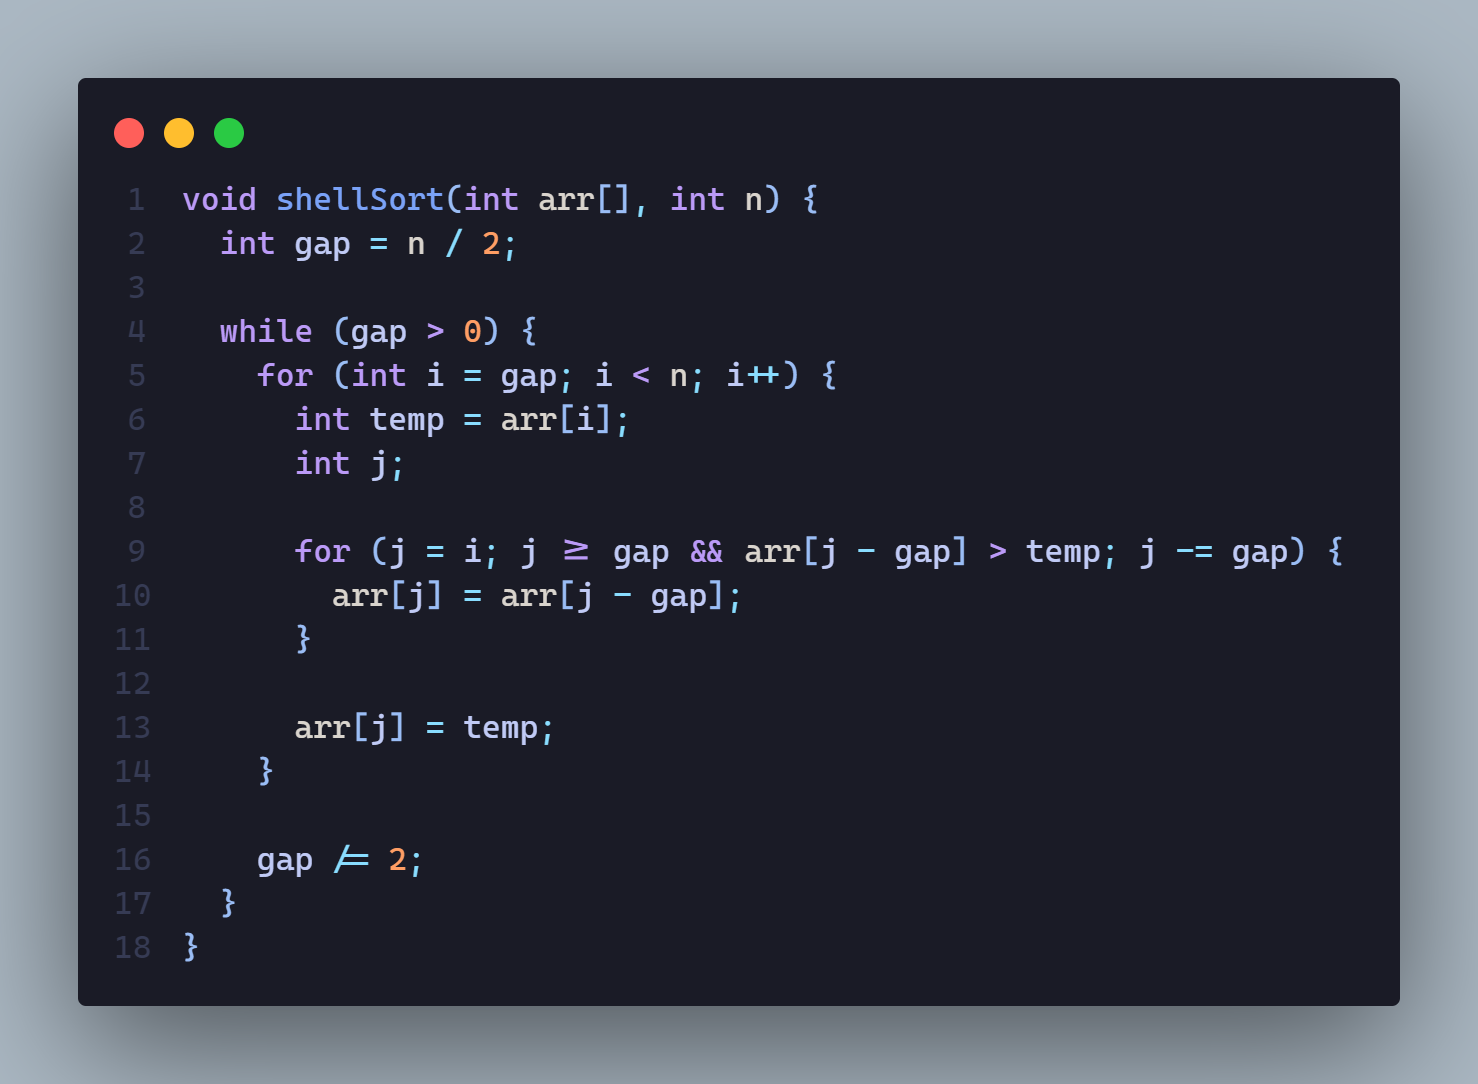 1 void shellSort(int arr[], int n) {
2   int gap = n / 2;
3
4   while (gap > 0) {
5     for (int i = gap; i < n; i++) {
6       int temp = arr[i];
7       int j;
8
9       for (j = i; j >= gap && arr[j - gap] > temp; j -= gap) {
10         arr[j] = arr[j - gap];
11       }
12
13       arr[j] = temp;
14     }
15
16     gap /= 2;
17   }
18 }